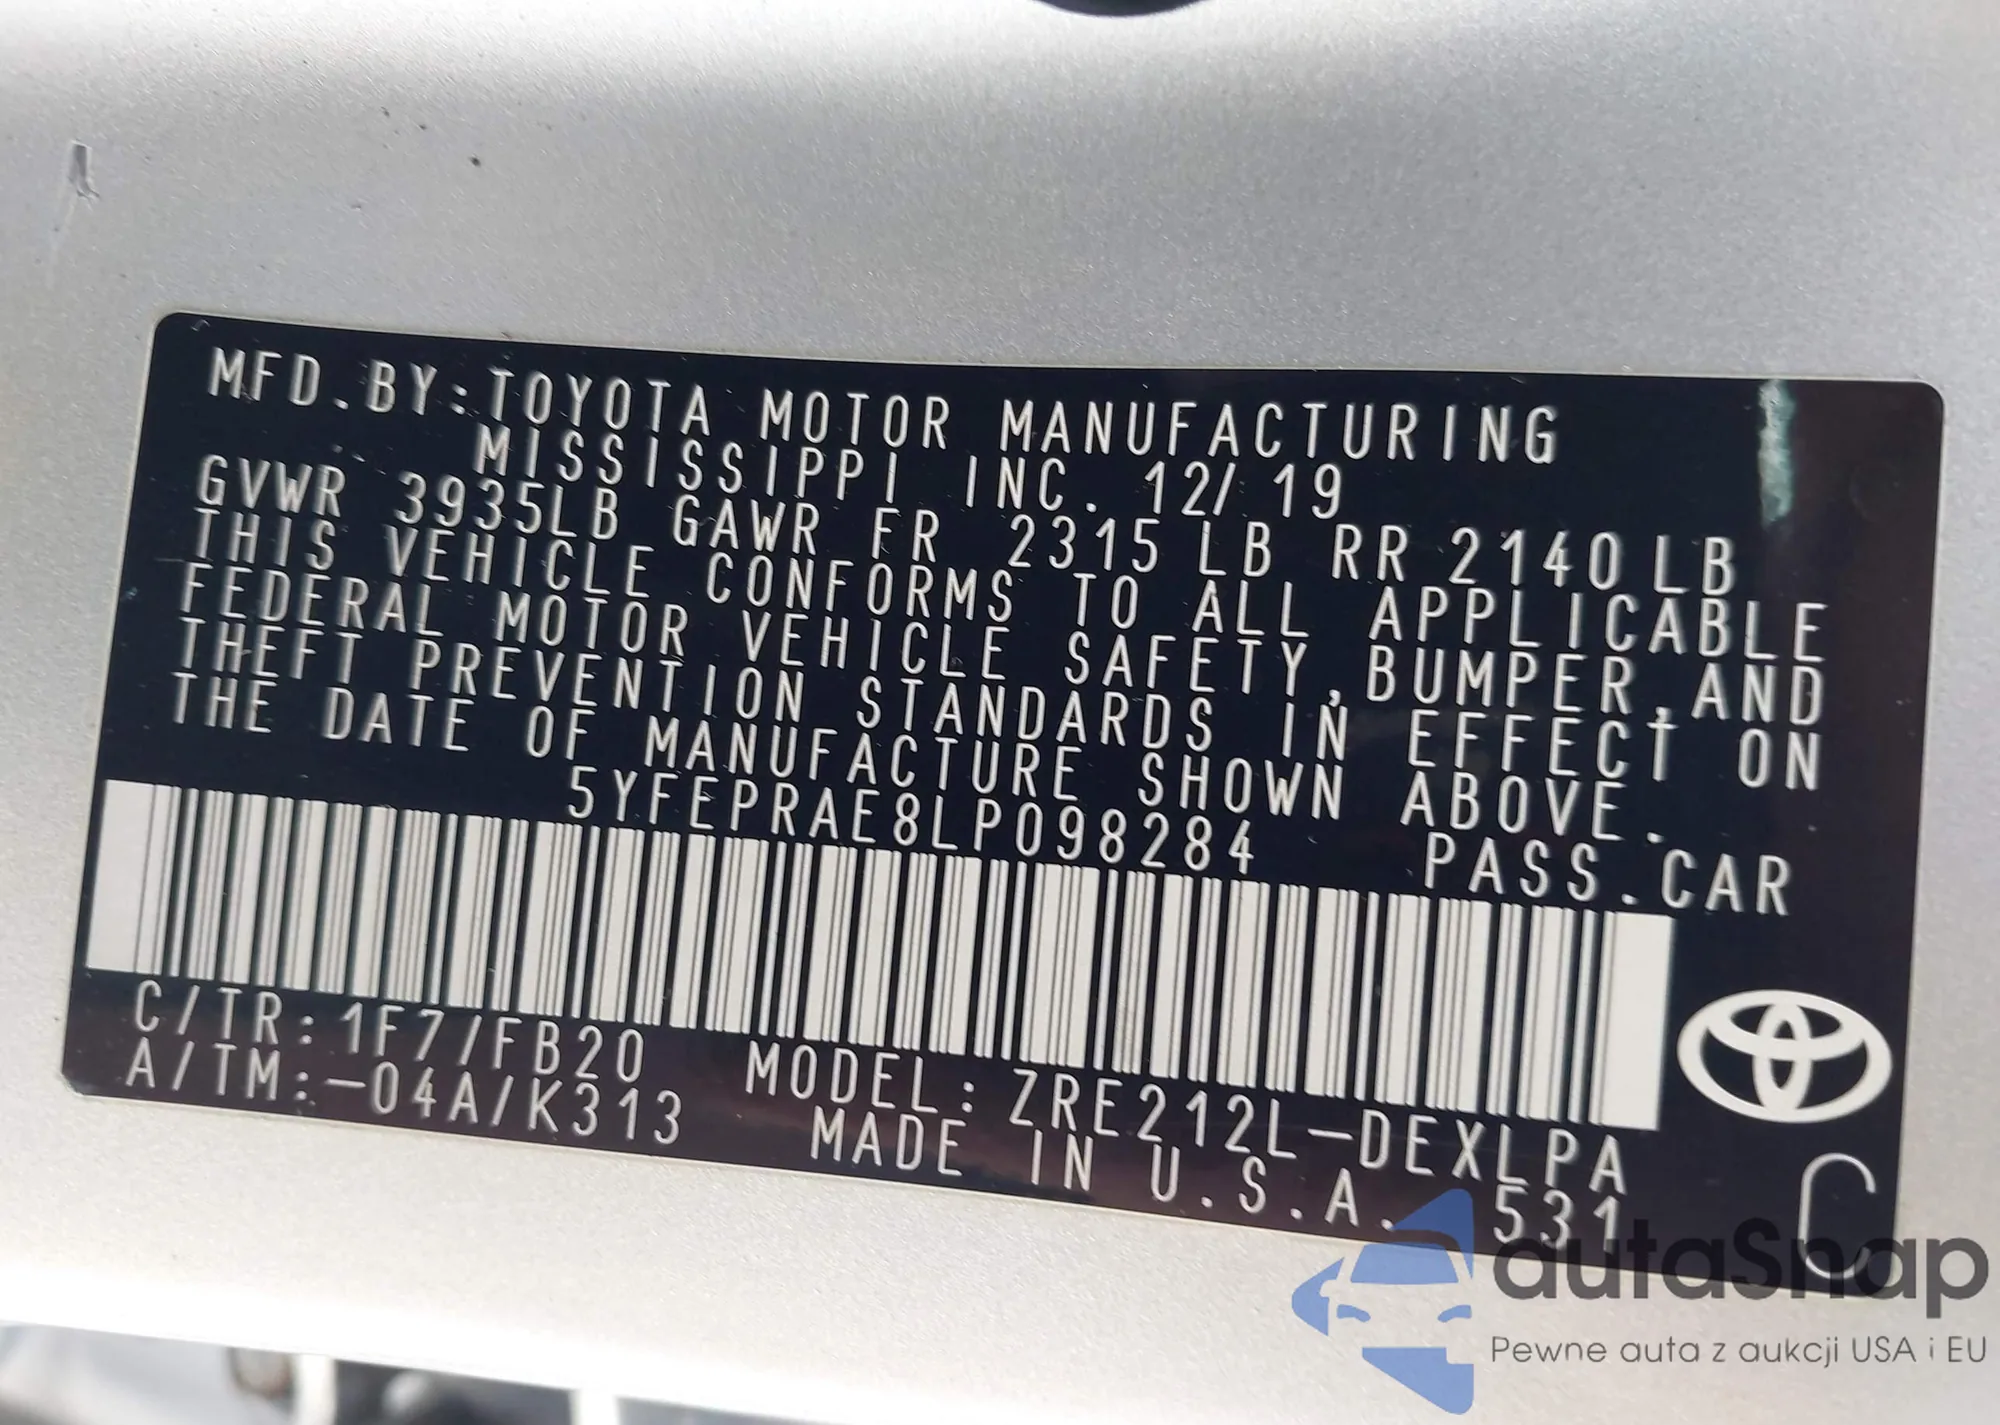 MFD.BY:TOYOTA MOTOR MANUFACTURING
MISSISSIPPI INC. 12/19
GVWR 3935LB GAWR FR 2315 LB RR 2140 LB
THIS VEHICLE CONFORMS TO ALL APPLICABLE
FEDERAL MOTOR VEHICLE SAFETY,BUMPER,AND
THEFT PREVENTION STANDARDS IN EFFECT ON
THE DATE OF MANUFACTURE SHOWN ABOVE.
5YFEPRAE8LP098284 PASS.CAR
C/TR:1F7/FB20 MODEL:ZRE212L-DEXLPA
A/TM:-04A/K313 MADE IN U.S.A. 531
C
autaSnap
Pewne auta z aukcji USA i EU